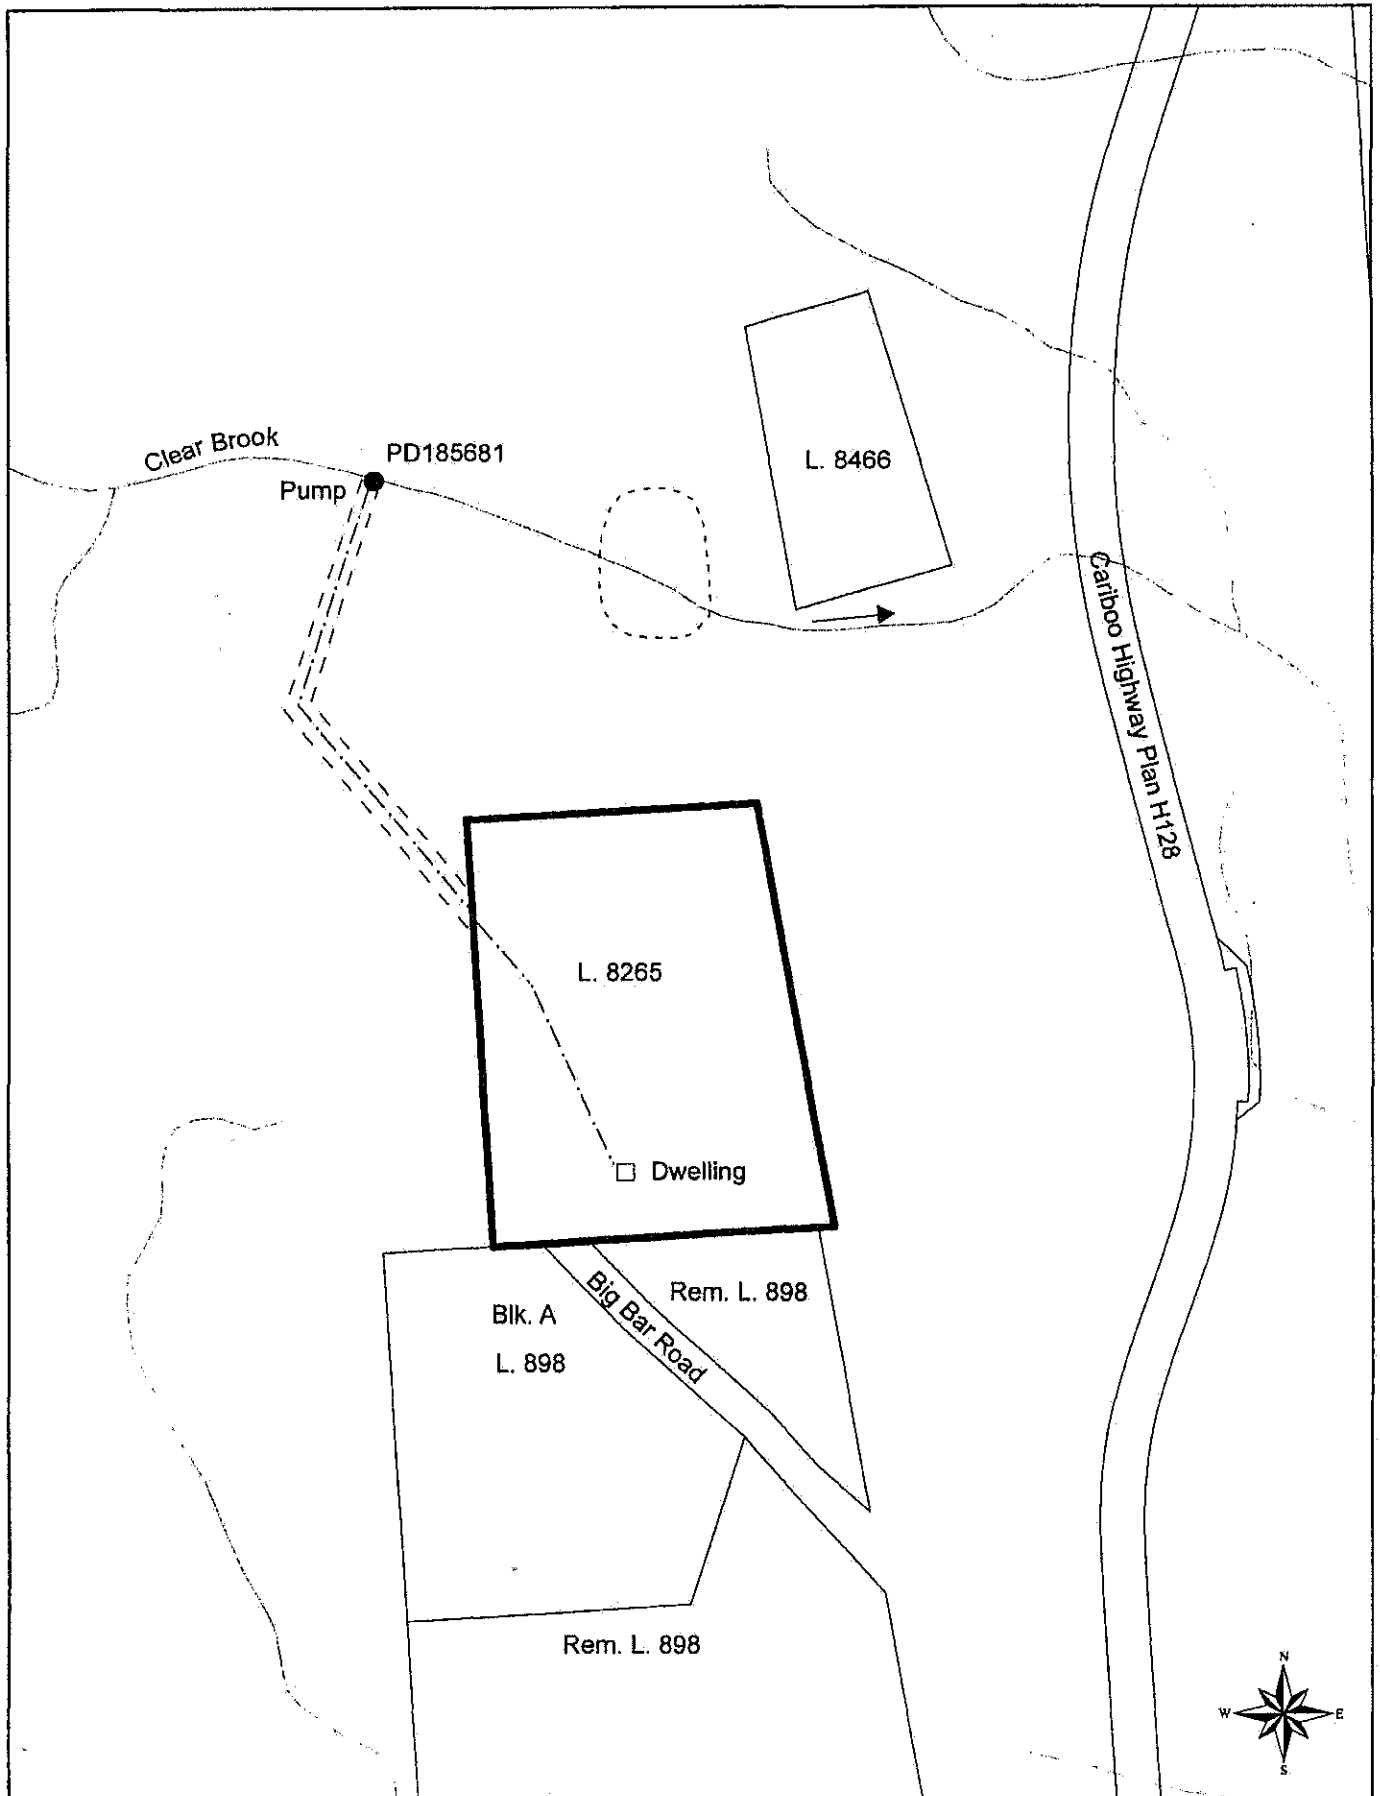 Clear Brook
PD185681
Pump
L. 8466
Cariboo Highway Plan H128
L. 8265
Dwelling
Big Bar Road
Rem. L. 898
Blk. A
L. 898
Rem. L. 898
N
W E
S